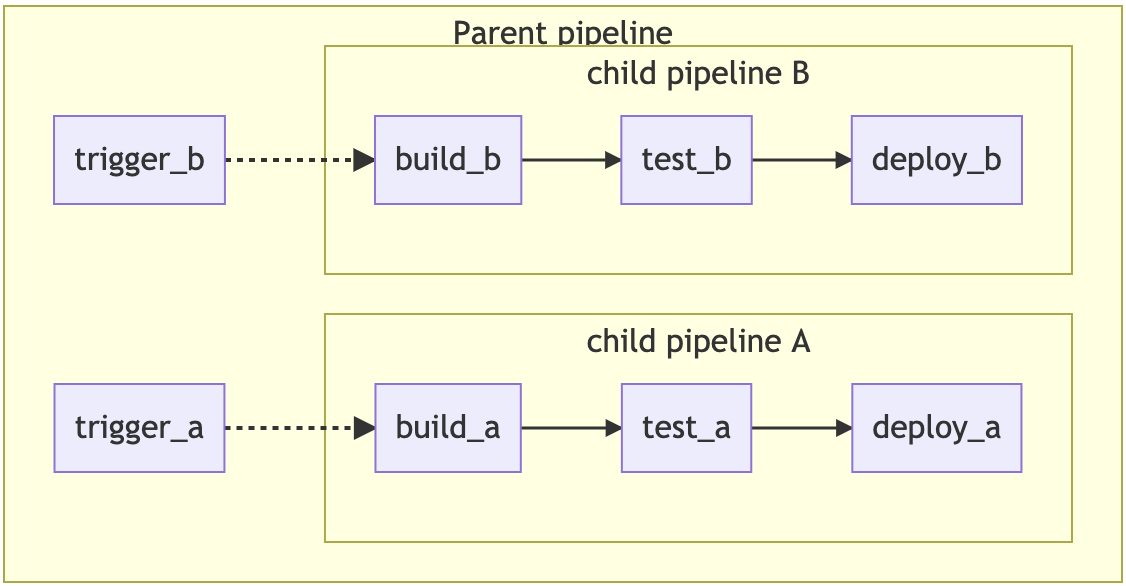 Parent pipeline
child pipeline B
trigger_b
build_b
test_b
deploy_b
child pipeline A
trigger_a
build_a
test_a
deploy_a